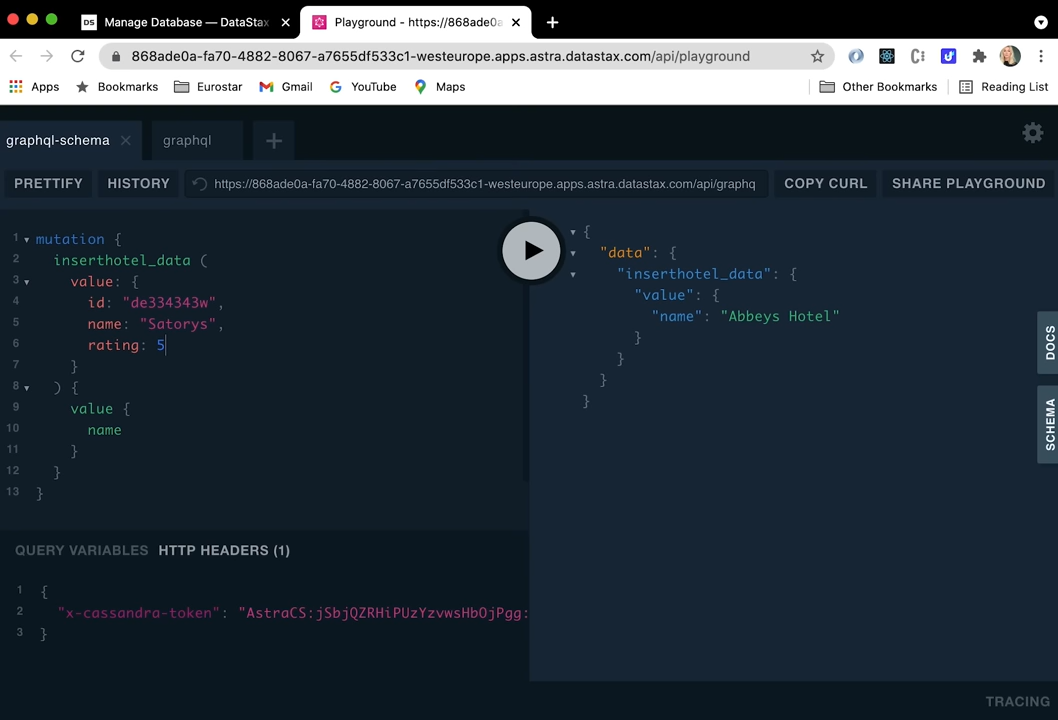 DS Manage Database — DataStax
Playground - https://868ade0a
868ade0a-fa70-4882-8067-a7655df533c1-westeurope.apps.astra.datastax.com/api/playground
Apps Bookmarks Eurostar Gmail YouTube Maps Other Bookmarks Reading List
graphql-schema graphql
PRETTIFY HISTORY https://868ade0a-fa70-4882-8067-a7655df533c1-westeurope.apps.astra.datastax.com/api/graphq COPY CURL SHARE PLAYGROUND
1 mutation {
2 inserthotel_data (
3 value: {
4 id: "de334343w",
5 name: "Satorys",
6 rating: 5
7 }
8 ) {
9 value {
10 name
11 }
12 }
13 }
{
"data": {
"inserthotel_data": {
"value": {
"name": "Abbeys Hotel"
}
}
}
}
DOCS
SCHEMA
QUERY VARIABLES HTTP HEADERS (1)
1 {
2 "x-cassandra-token": "AstraCS:jSbjQZRHiPUzYzvwsHbOjPgg:
3 }
TRACING